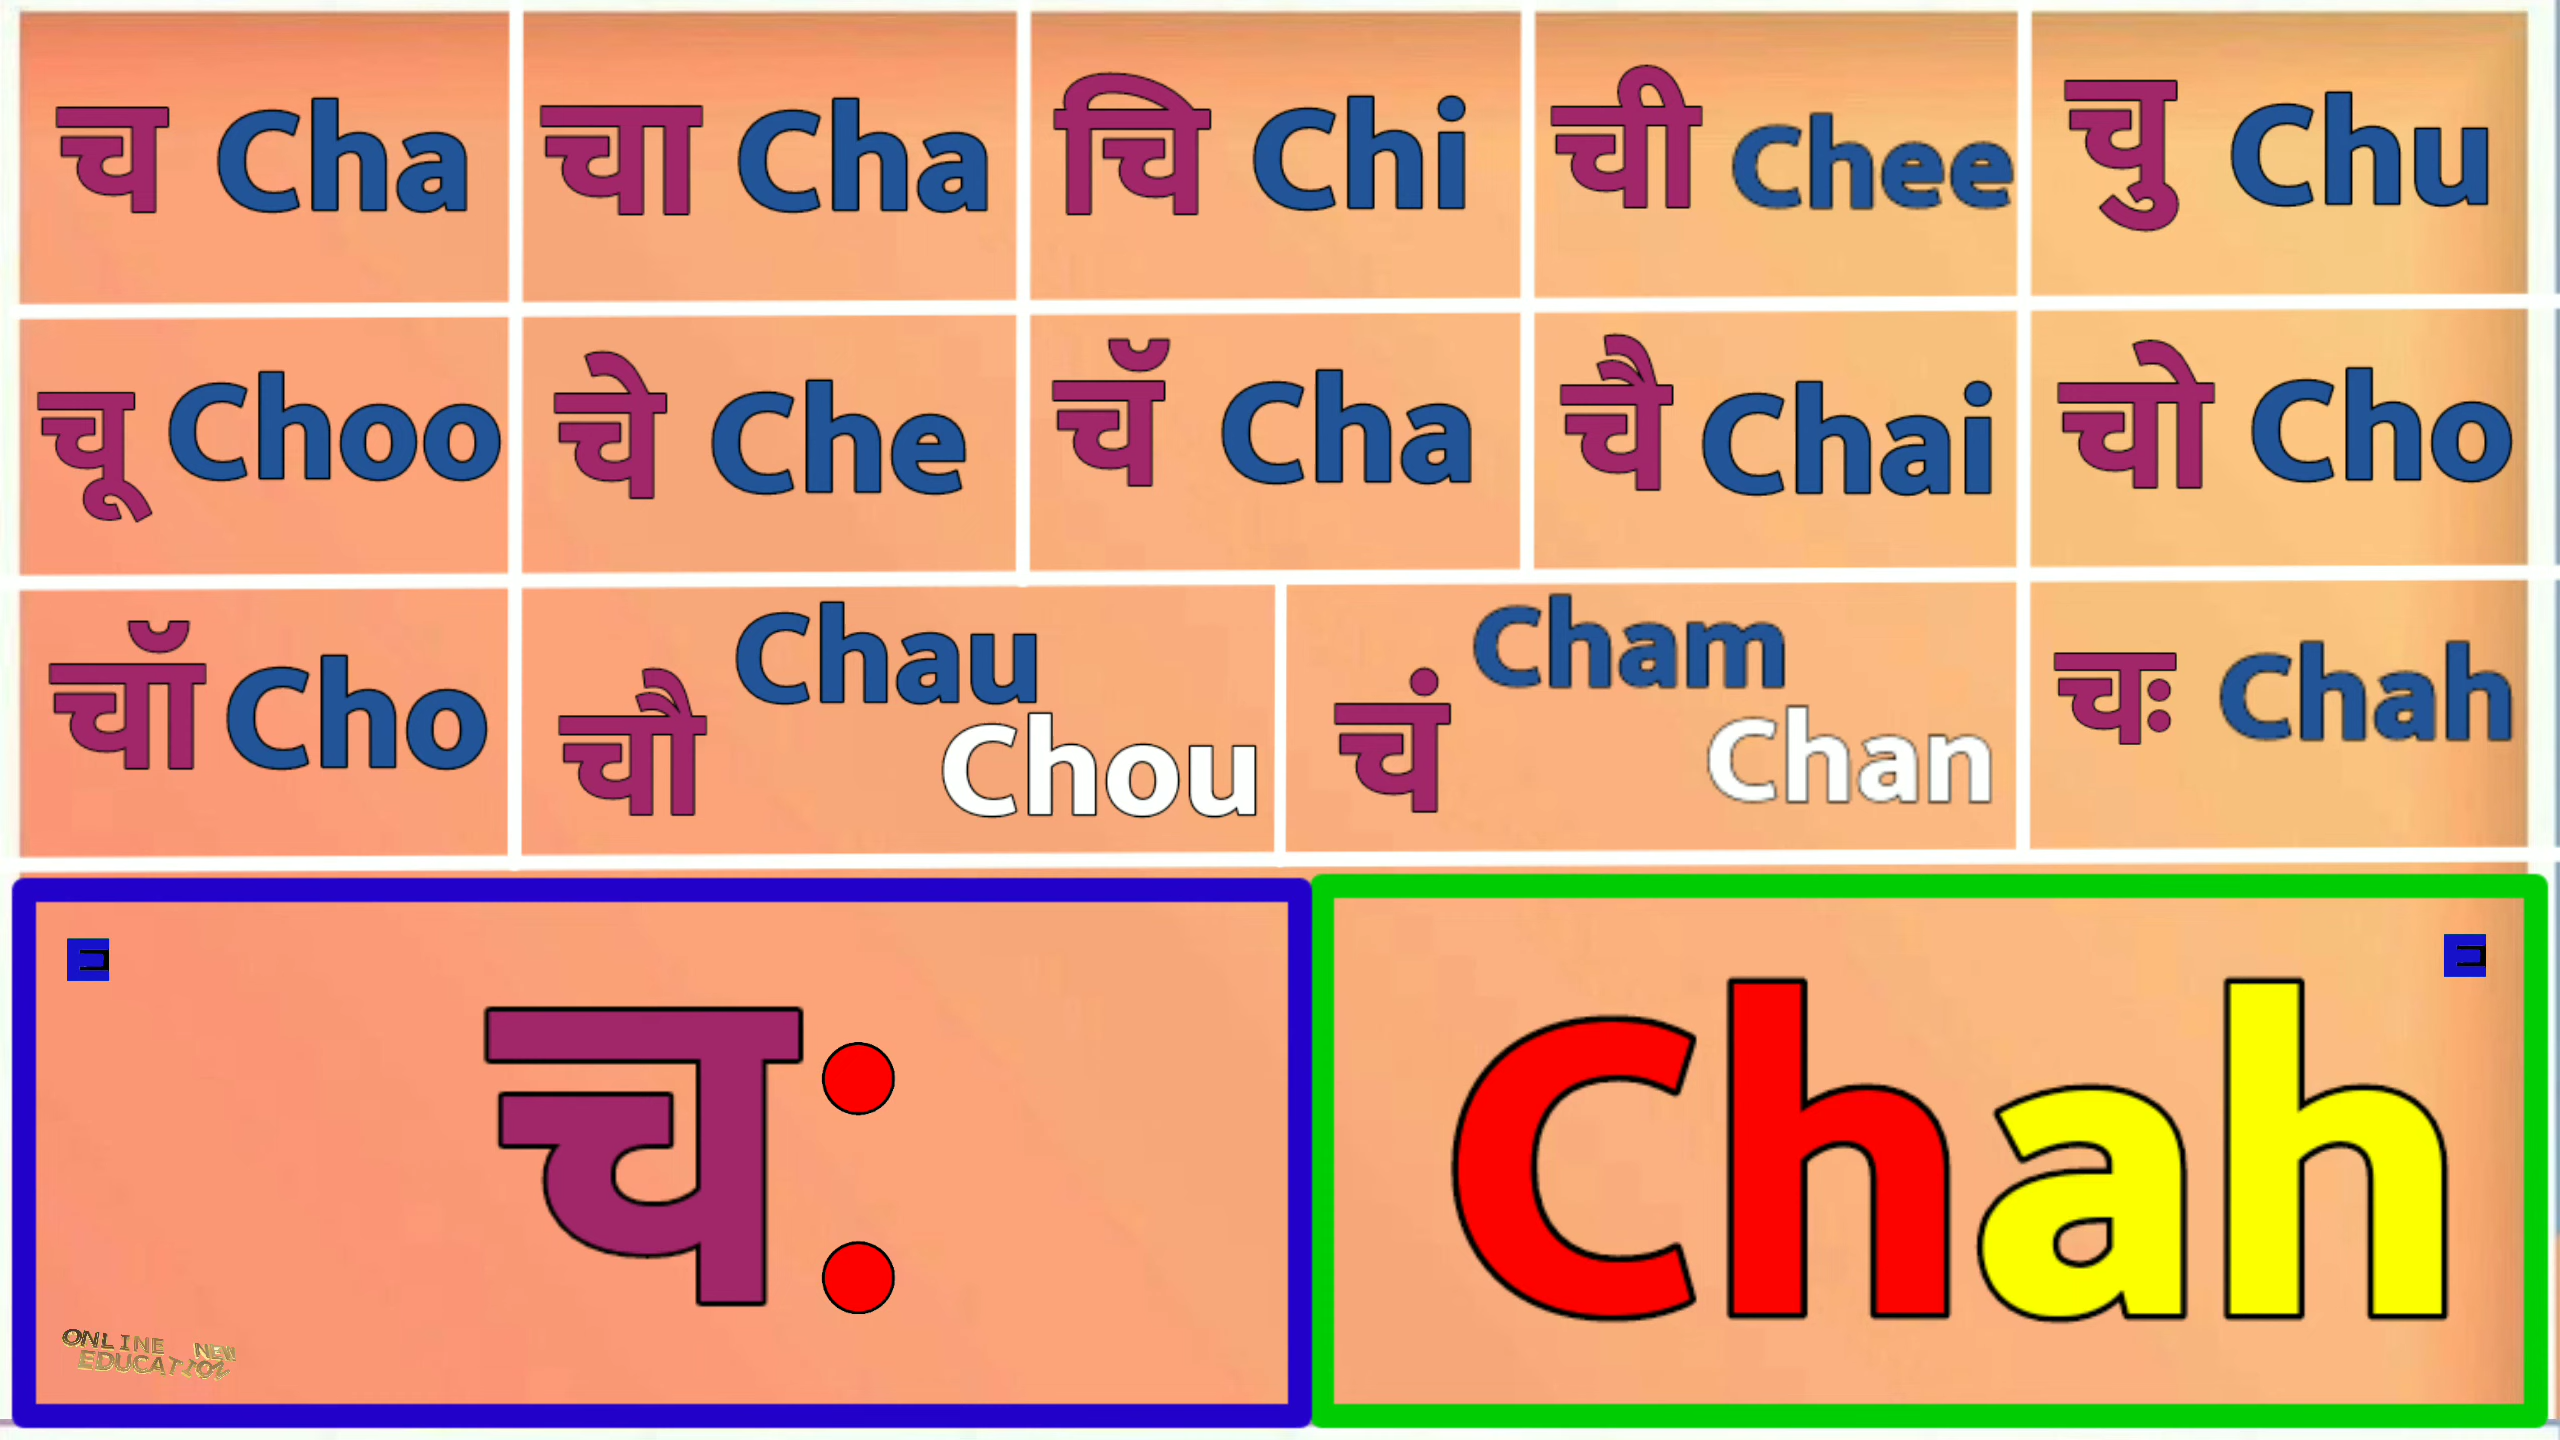 च Cha चा Cha चि Chi ची Chee चु Chu
चू Choo चे Che चॅ Cha चै Chai चो Cho
चॉ Cho चौ Chau Chou चं Cham Chan चः Chah
चः Chah
ONLINE NEW
EDUCATION